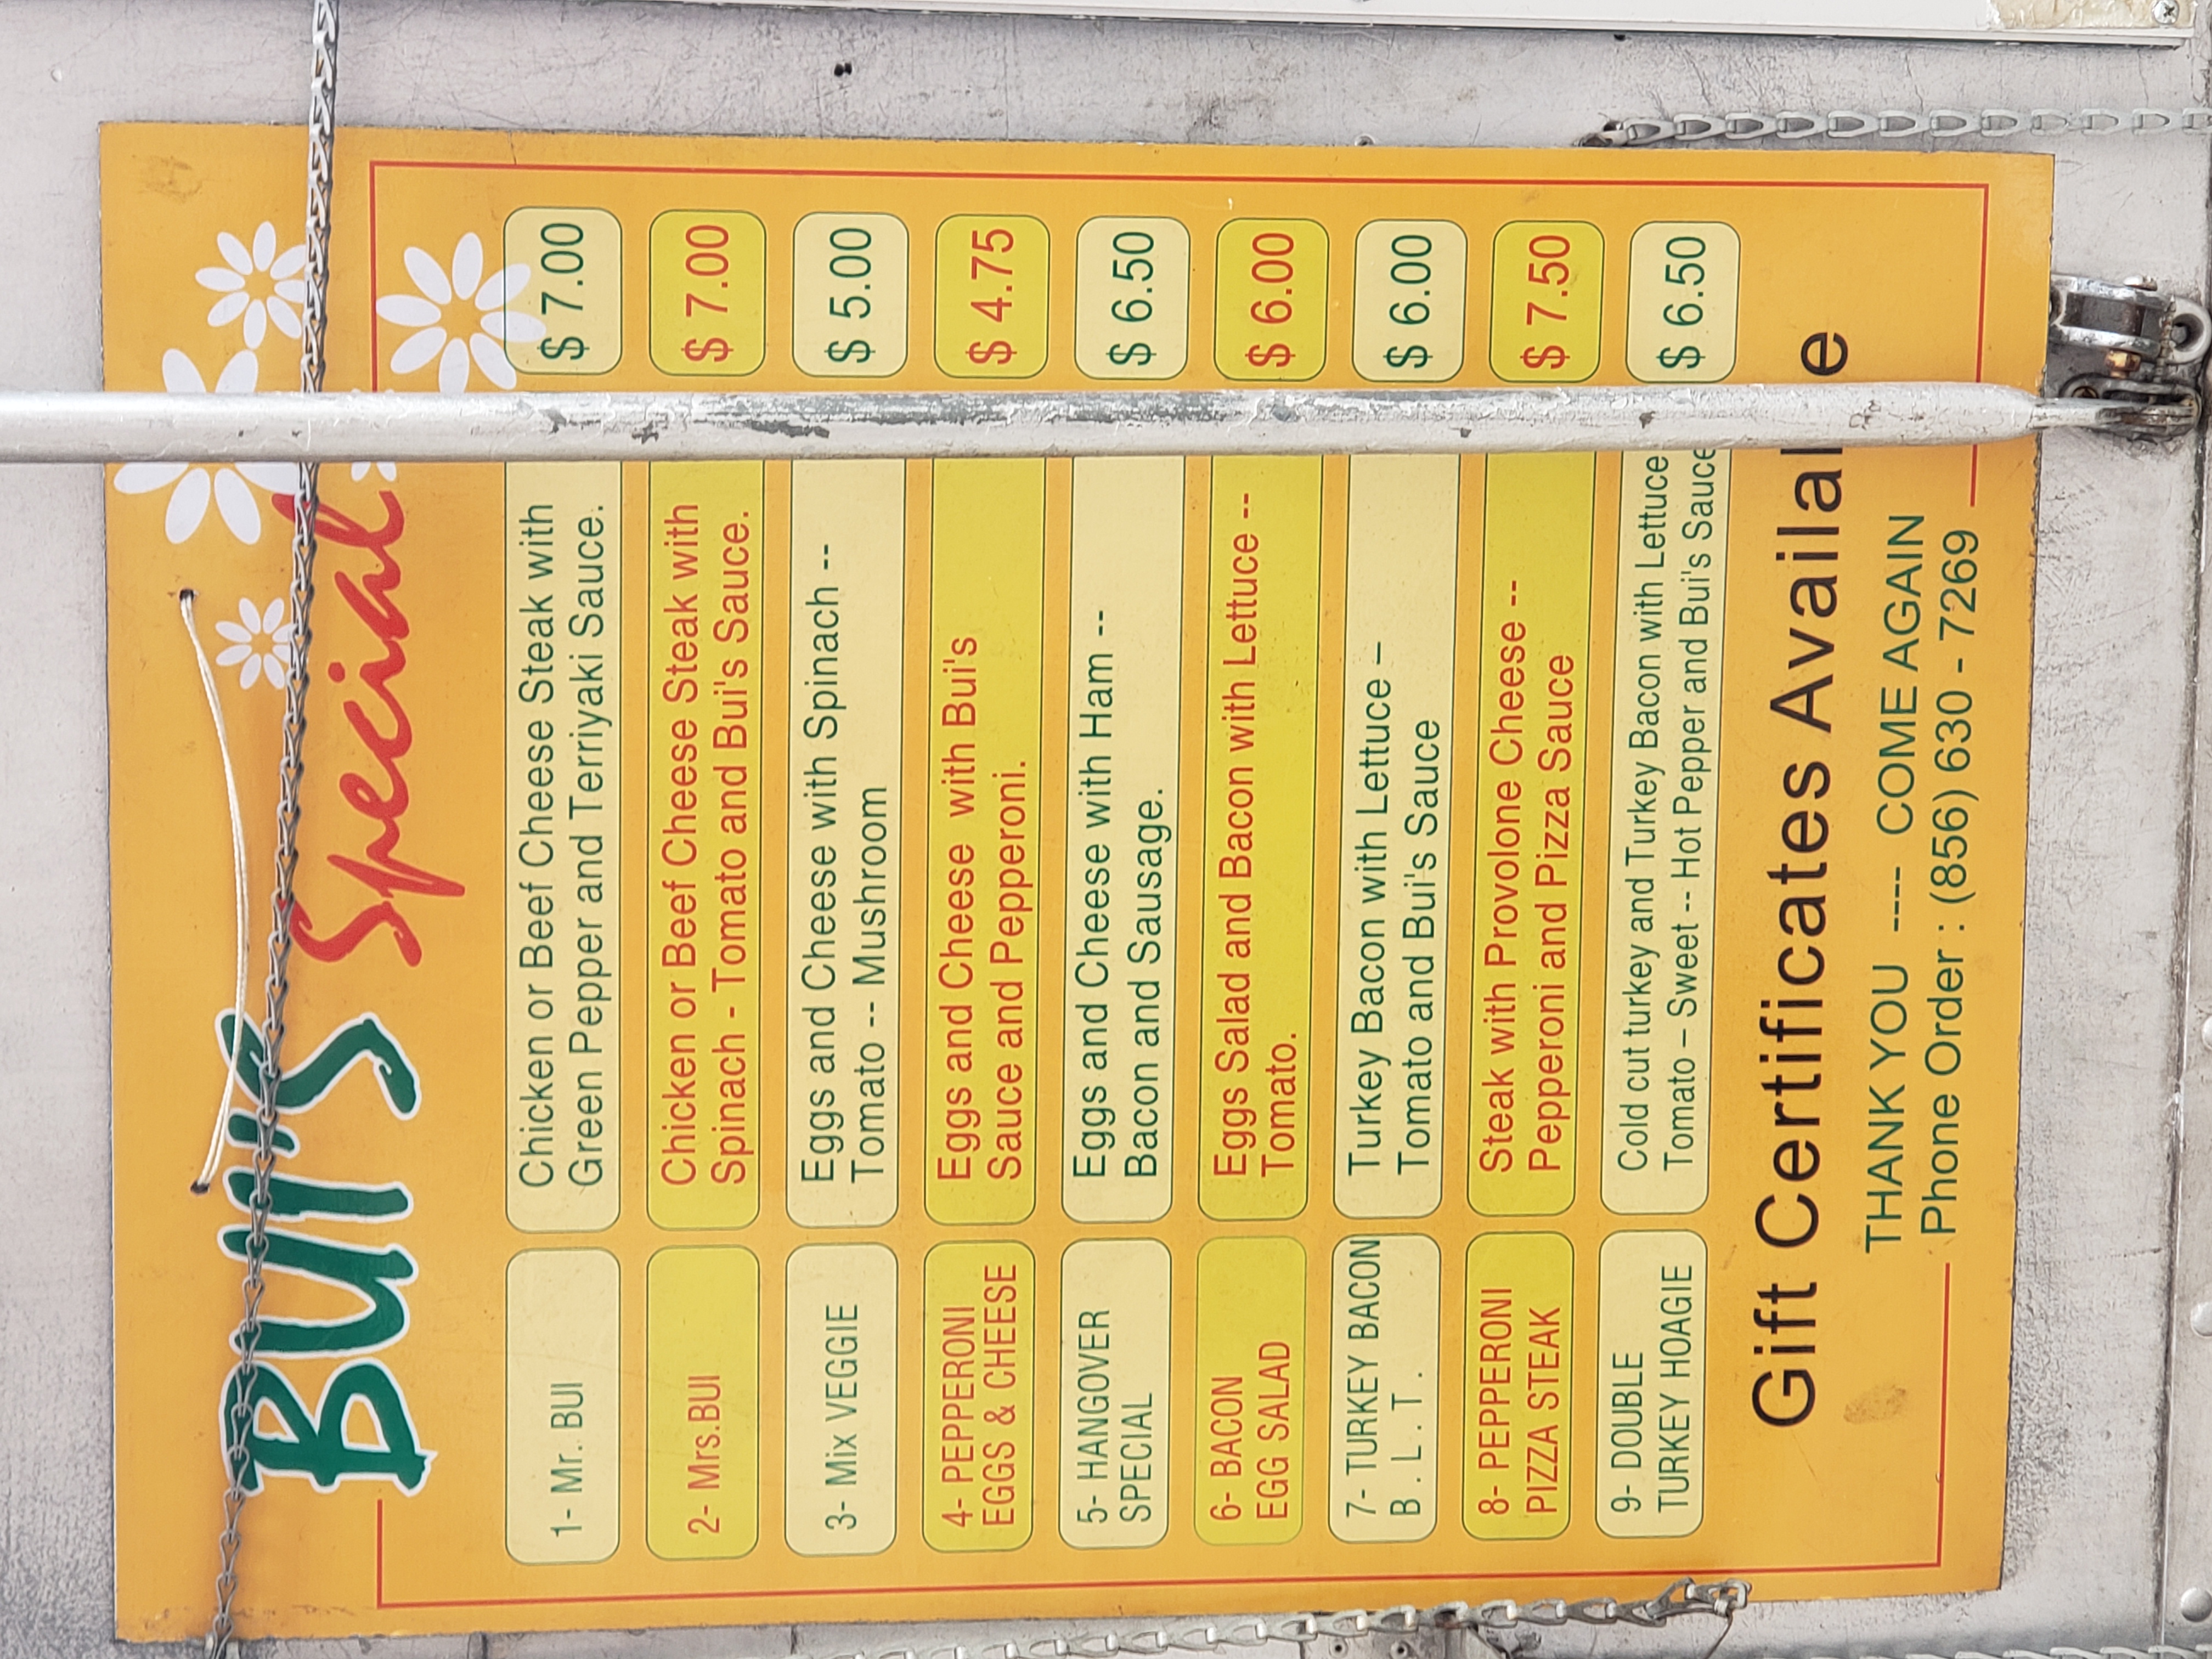 BUI'S Special
1- Mr. BUI
Chicken or Beef Cheese Steak with
Green Pepper and Terriyaki Sauce.
$ 7.00
2- Mrs.BUI
Chicken or Beef Cheese Steak with
Spinach - Tomato and Bui's Sauce.
$ 7.00
3- Mix VEGGIE
Eggs and Cheese with Spinach --
Tomato -- Mushroom
$ 5.00
4- PEPPERONI
EGGS & CHEESE
Eggs and Cheese with Bui's
Sauce and Pepperoni.
$ 4.75
5- HANGOVER
SPECIAL
Eggs and Cheese with Ham --
Bacon and Sausage.
$ 6.50
6- BACON
EGG SALAD
Eggs Salad and Bacon with Lettuce --
Tomato.
$ 6.00
7- TURKEY BACON
B . L . T .
Turkey Bacon with Lettuce –
Tomato and Bui's Sauce
$ 6.00
8- PEPPERONI
PIZZA STEAK
Steak with Provolone Cheese --
Pepperoni and Pizza Sauce
$ 7.50
9- DOUBLE
TURKEY HOAGIE
Cold cut turkey and Turkey Bacon with Lettuce
Tomato – Sweet -- Hot Pepper and Bui's Sauce
$ 6.50
Gift Certificates Available
THANK YOU ---- COME AGAIN
Phone Order : (856) 630 - 7269